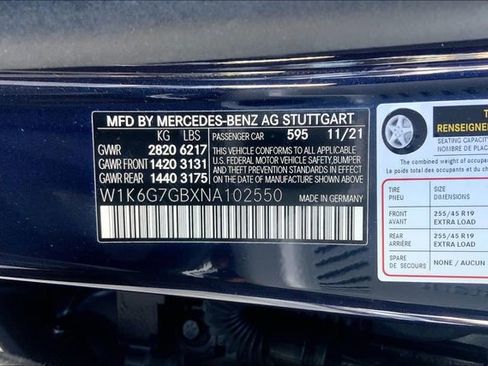 MFD BY MERCEDES-BENZ AG STUTTGART
KG LBS PASSENGER CAR 595 11/21
GVWR 2820 6217 THIS VEHICLE CONFORMS TO ALL APPLICABLE
GAWR FRONT 1420 3131 U.S. FEDERAL MOTOR VEHICLE SAFETY, BUMPER
GAWR REAR 1440 3175 AND THEFT PREVENTION STANDARDS IN EFFECT
ON THE DATE OF MANUFACTURE SHOWN ABOVE.
W1K6G7GBXNA102550 MADE IN GERMANY
RENSEIGNEMEN
SEATING CAPACITY
NOMBRE DE PLACES
The combined weight of occupants
Le poids total des occupants
TIRE SIZE
PNEU DIMENSIONS
FRONT 255/45 R19
AVANT EXTRA LOAD
REAR 255/45 R19
ARRIÈRE EXTRA LOAD
SPARE NONE / AUCUN
DE SECOURS